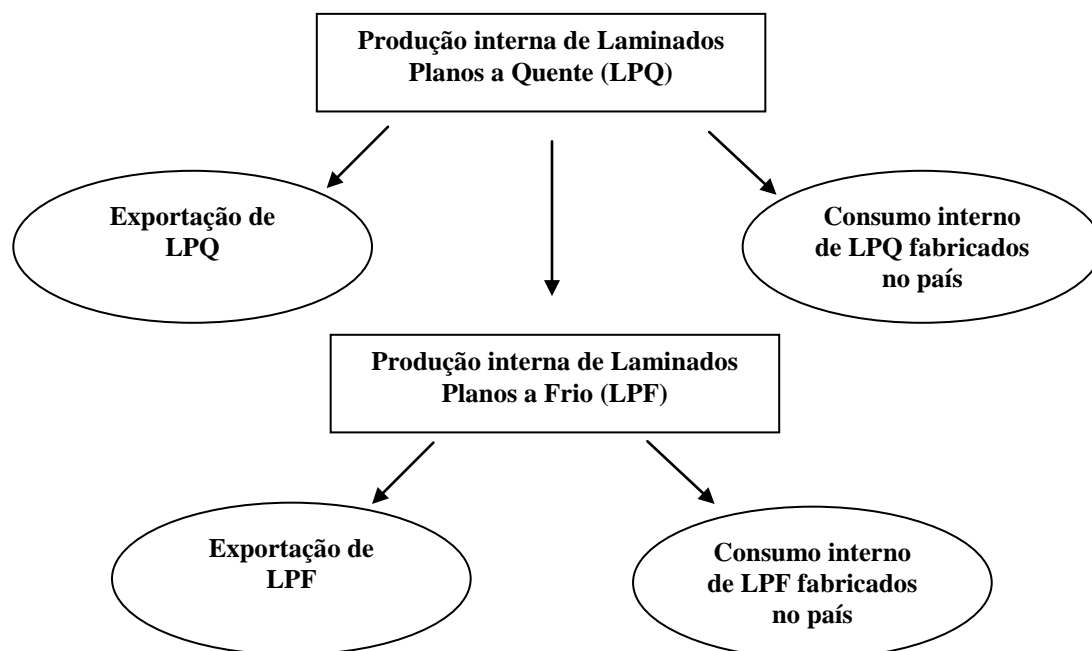 Produção interna de Laminados
Planos a Quente (LPQ)
Exportação de
LPQ
Consumo interno
de LPQ fabricados
no país
Produção interna de Laminados
Planos a Frio (LPF)
Exportação de
LPF
Consumo interno
de LPF fabricados
no país